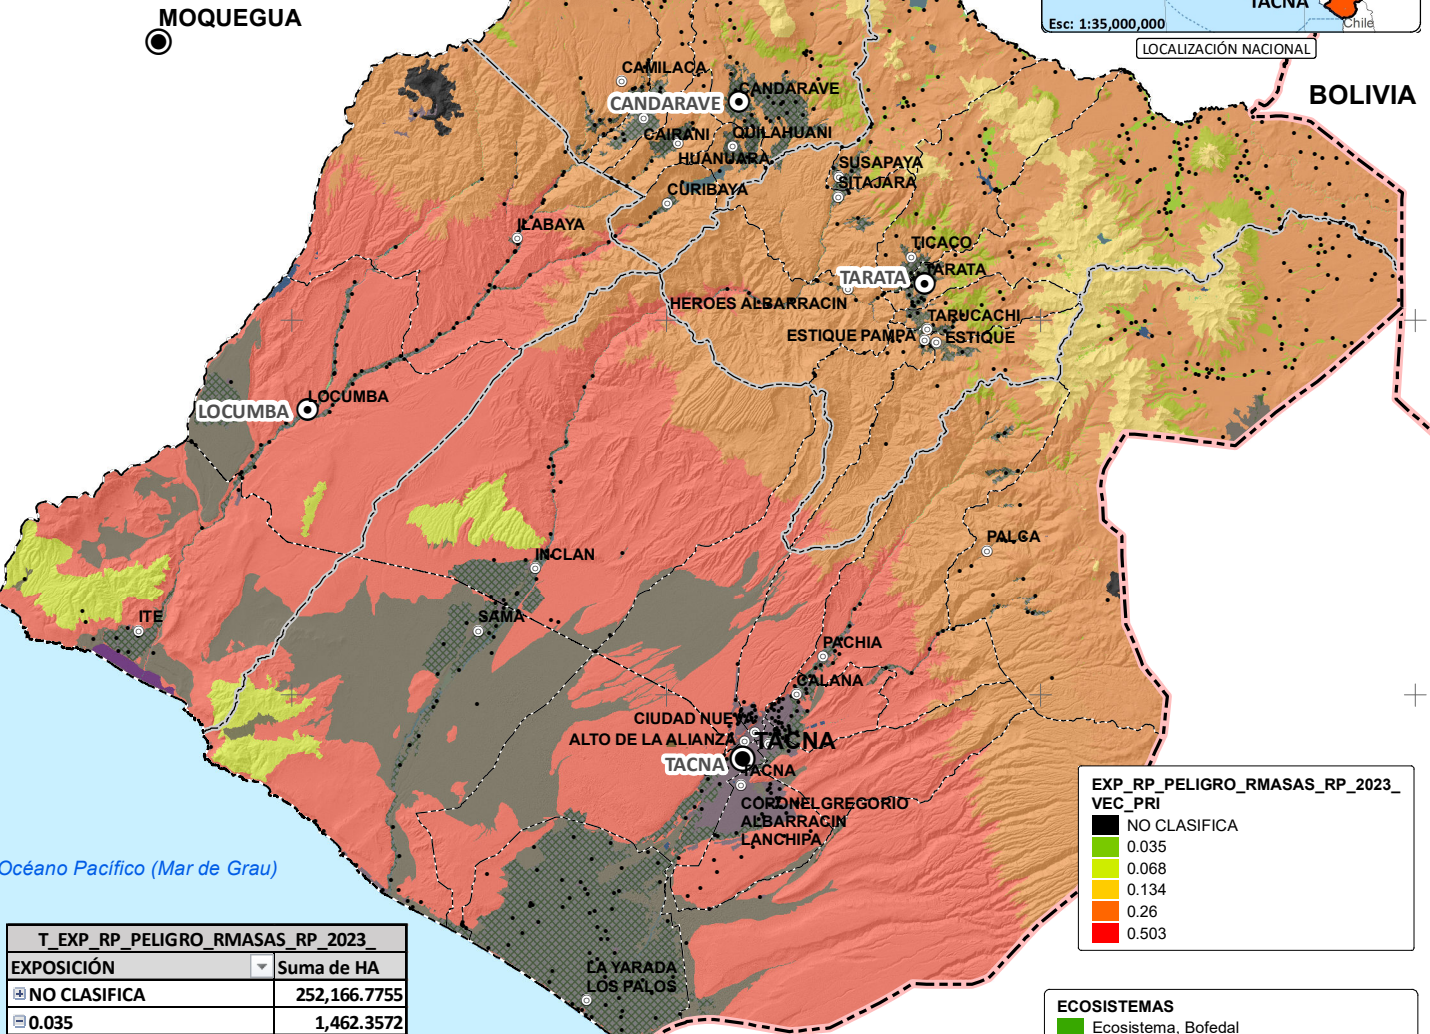 MOQUEGUA
TACNA
Chile
Esc: 1:35,000,000
LOCALIZACIÓN NACIONAL
BOLIVIA
CAMILACA
CANDARAVE
CANDARAVE
CAIRANI
QUILAHUANI
HUANUARA
SUSAPAYA
SITAJARA
CURIBAYA
ILABAYA
TICACO
TARATA
TARATA
HEROES ALBARRACIN
TARUCACHI
ESTIQUE PAMPA
ESTIQUE
LOCUMBA
LOCUMBA
PALCA
INCLAN
SAMA
ITE
PACHIA
CALANA
CIUDAD NUEVA
ALTO DE LA ALIANZA
TACNA
TACNA
TACNA
CORONEL GREGORIO
ALBARRACIN
LANCHIPA
LA YARADA
LOS PALOS
Océano Pacífico (Mar de Grau)
EXP_RP_PELIGRO_RMASAS_RP_2023_
VEC_PRI
NO CLASIFICA
0.035
0.068
0.134
0.26
0.503
T_EXP_RP_PELIGRO_RMASAS_RP_2023_
EXPOSICIÓN Suma de HA
NO CLASIFICA 252,166.7755
0.035 1,462.3572
ECOSISTEMAS
Ecosistema, Bofedal